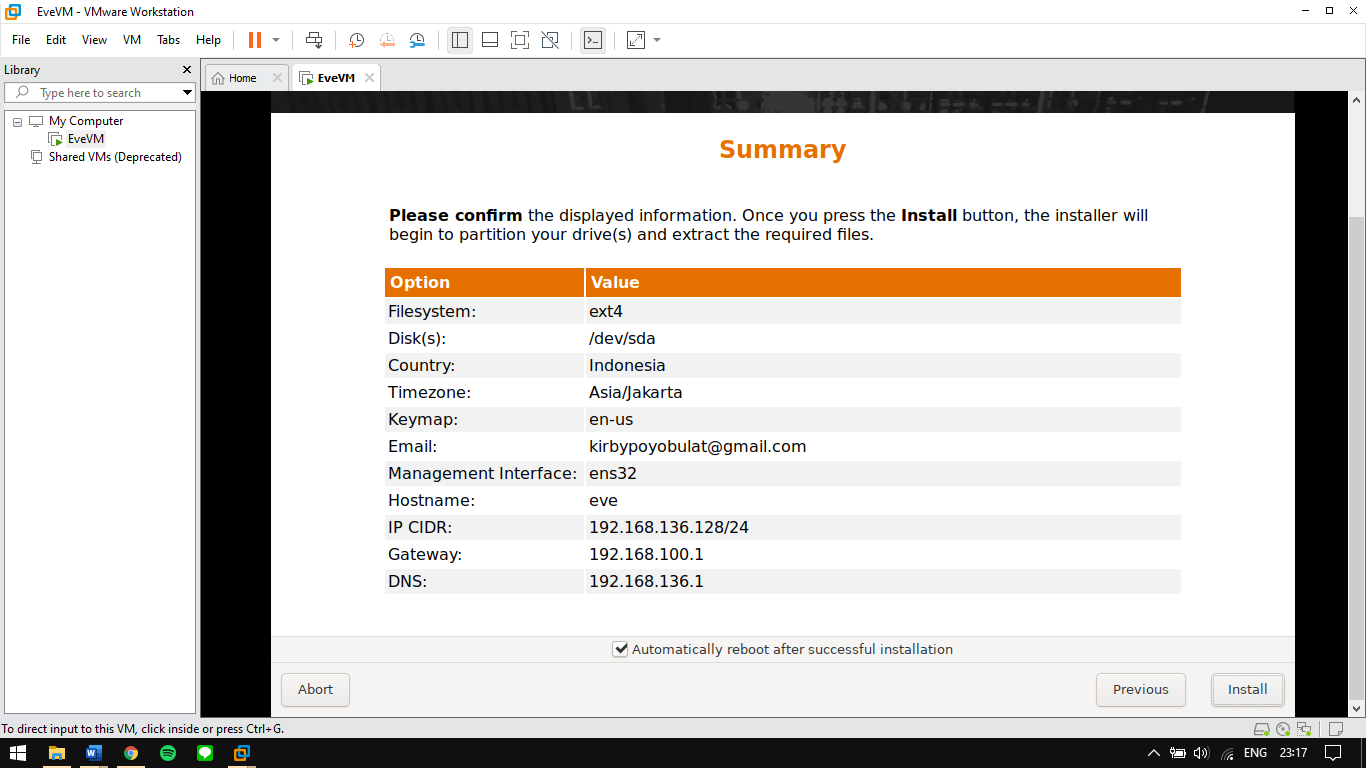 EveVM - VMware Workstation
File Edit View VM Tabs Help
Library
Home
EveVM
Type here to search
My Computer
EveVM
Shared VMs (Deprecated)
Summary
Please confirm the displayed information. Once you press the Install button, the installer will
begin to partition your drive(s) and extract the required files.
Option Value
Filesystem: ext4
Disk(s): /dev/sda
Country: Indonesia
Timezone: Asia/Jakarta
Keymap: en-us
Email: kirbypoyobulat@gmail.com
Management Interface: ens32
Hostname: eve
IP CIDR: 192.168.136.128/24
Gateway: 192.168.100.1
DNS: 192.168.136.1
Automatically reboot after successful installation
Abort Previous Install
To direct input to this VM, click inside or press Ctrl+G.
ENG 23:17